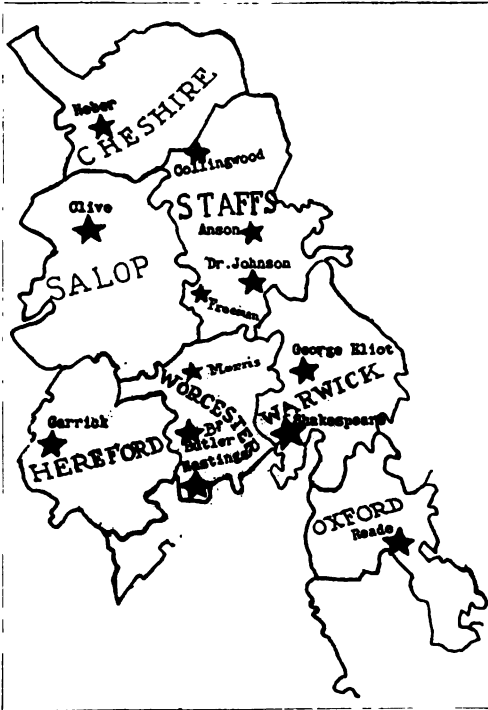 Heber
CHESHIRE
Collingwood
Clive
STAFFS
Anson
SALOP
Dr. Johnson
Freeman
George Eliot
Morris
WORCESTER
WARWICK
Garrick
Shakespeare
Bp
Butler
HEREFORD
Hastings
OXFORD
Reade